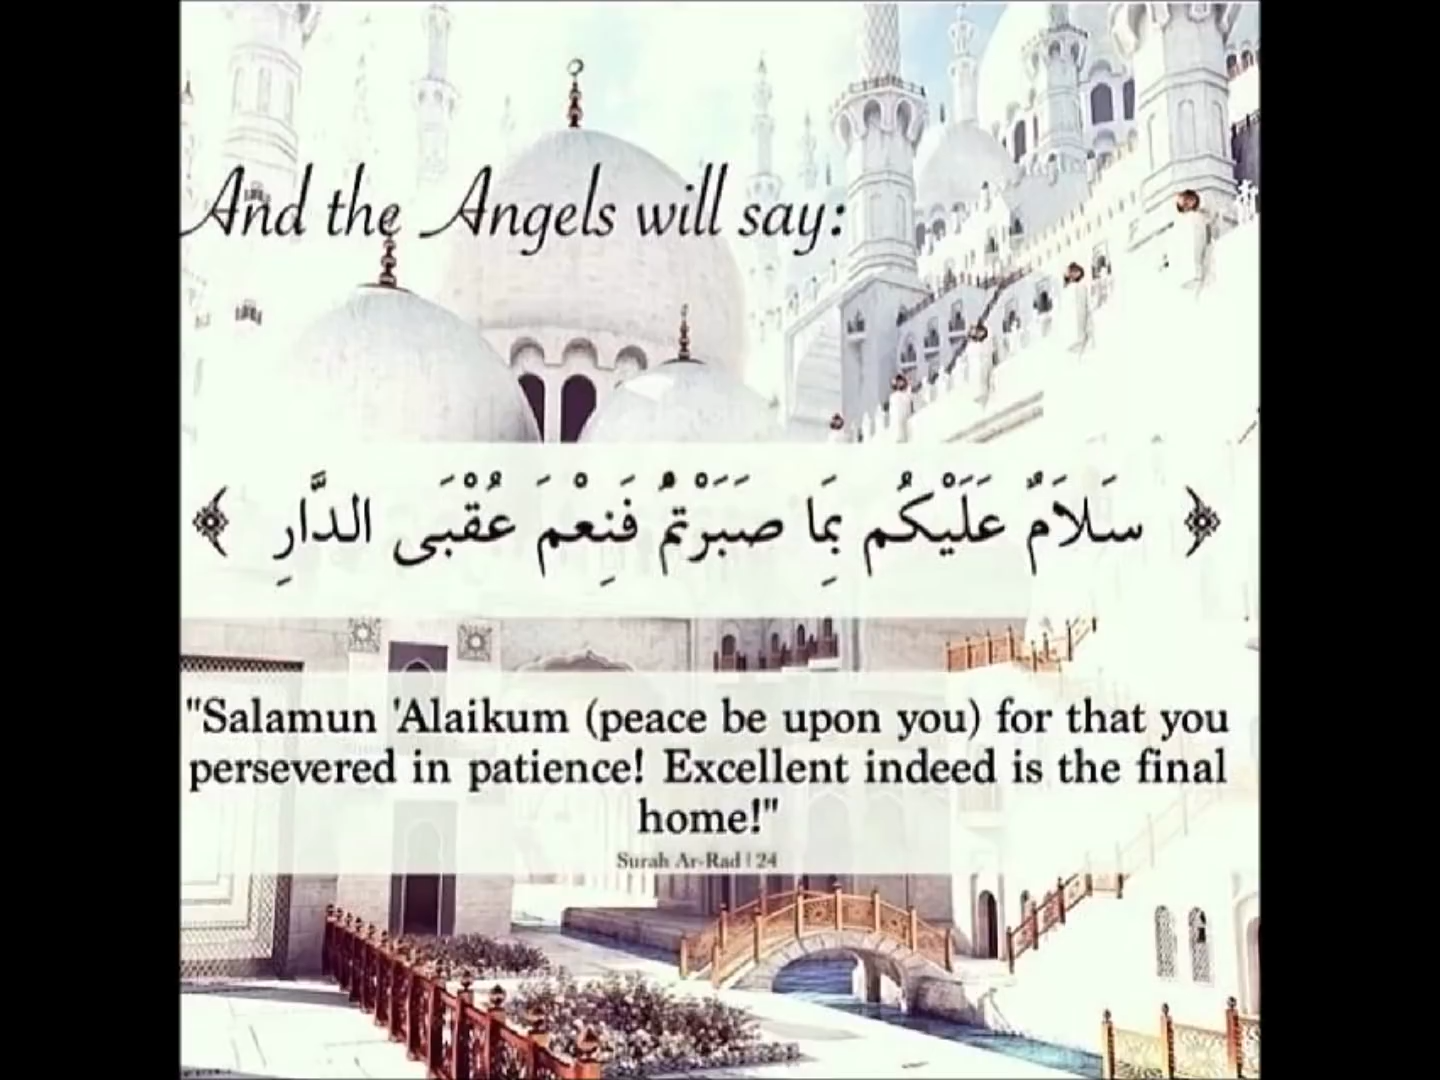 And the Angels will say:
﴿ سَلَامٌ عَلَيْكُم بِمَا صَبَرْتُمْ فَنِعْمَ عُقْبَى الدَّارِ ﴾
"Salamun 'Alaikum (peace be upon you) for that you
persevered in patience! Excellent indeed is the final
home!"
Surah Ar-Rad | 24